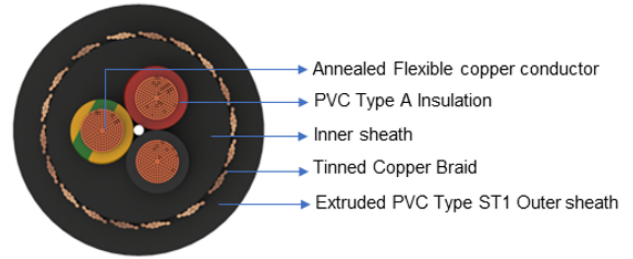 Annealed Flexible copper conductor
PVC Type A Insulation
Inner sheath
Tinned Copper Braid
Extruded PVC Type ST1 Outer sheath